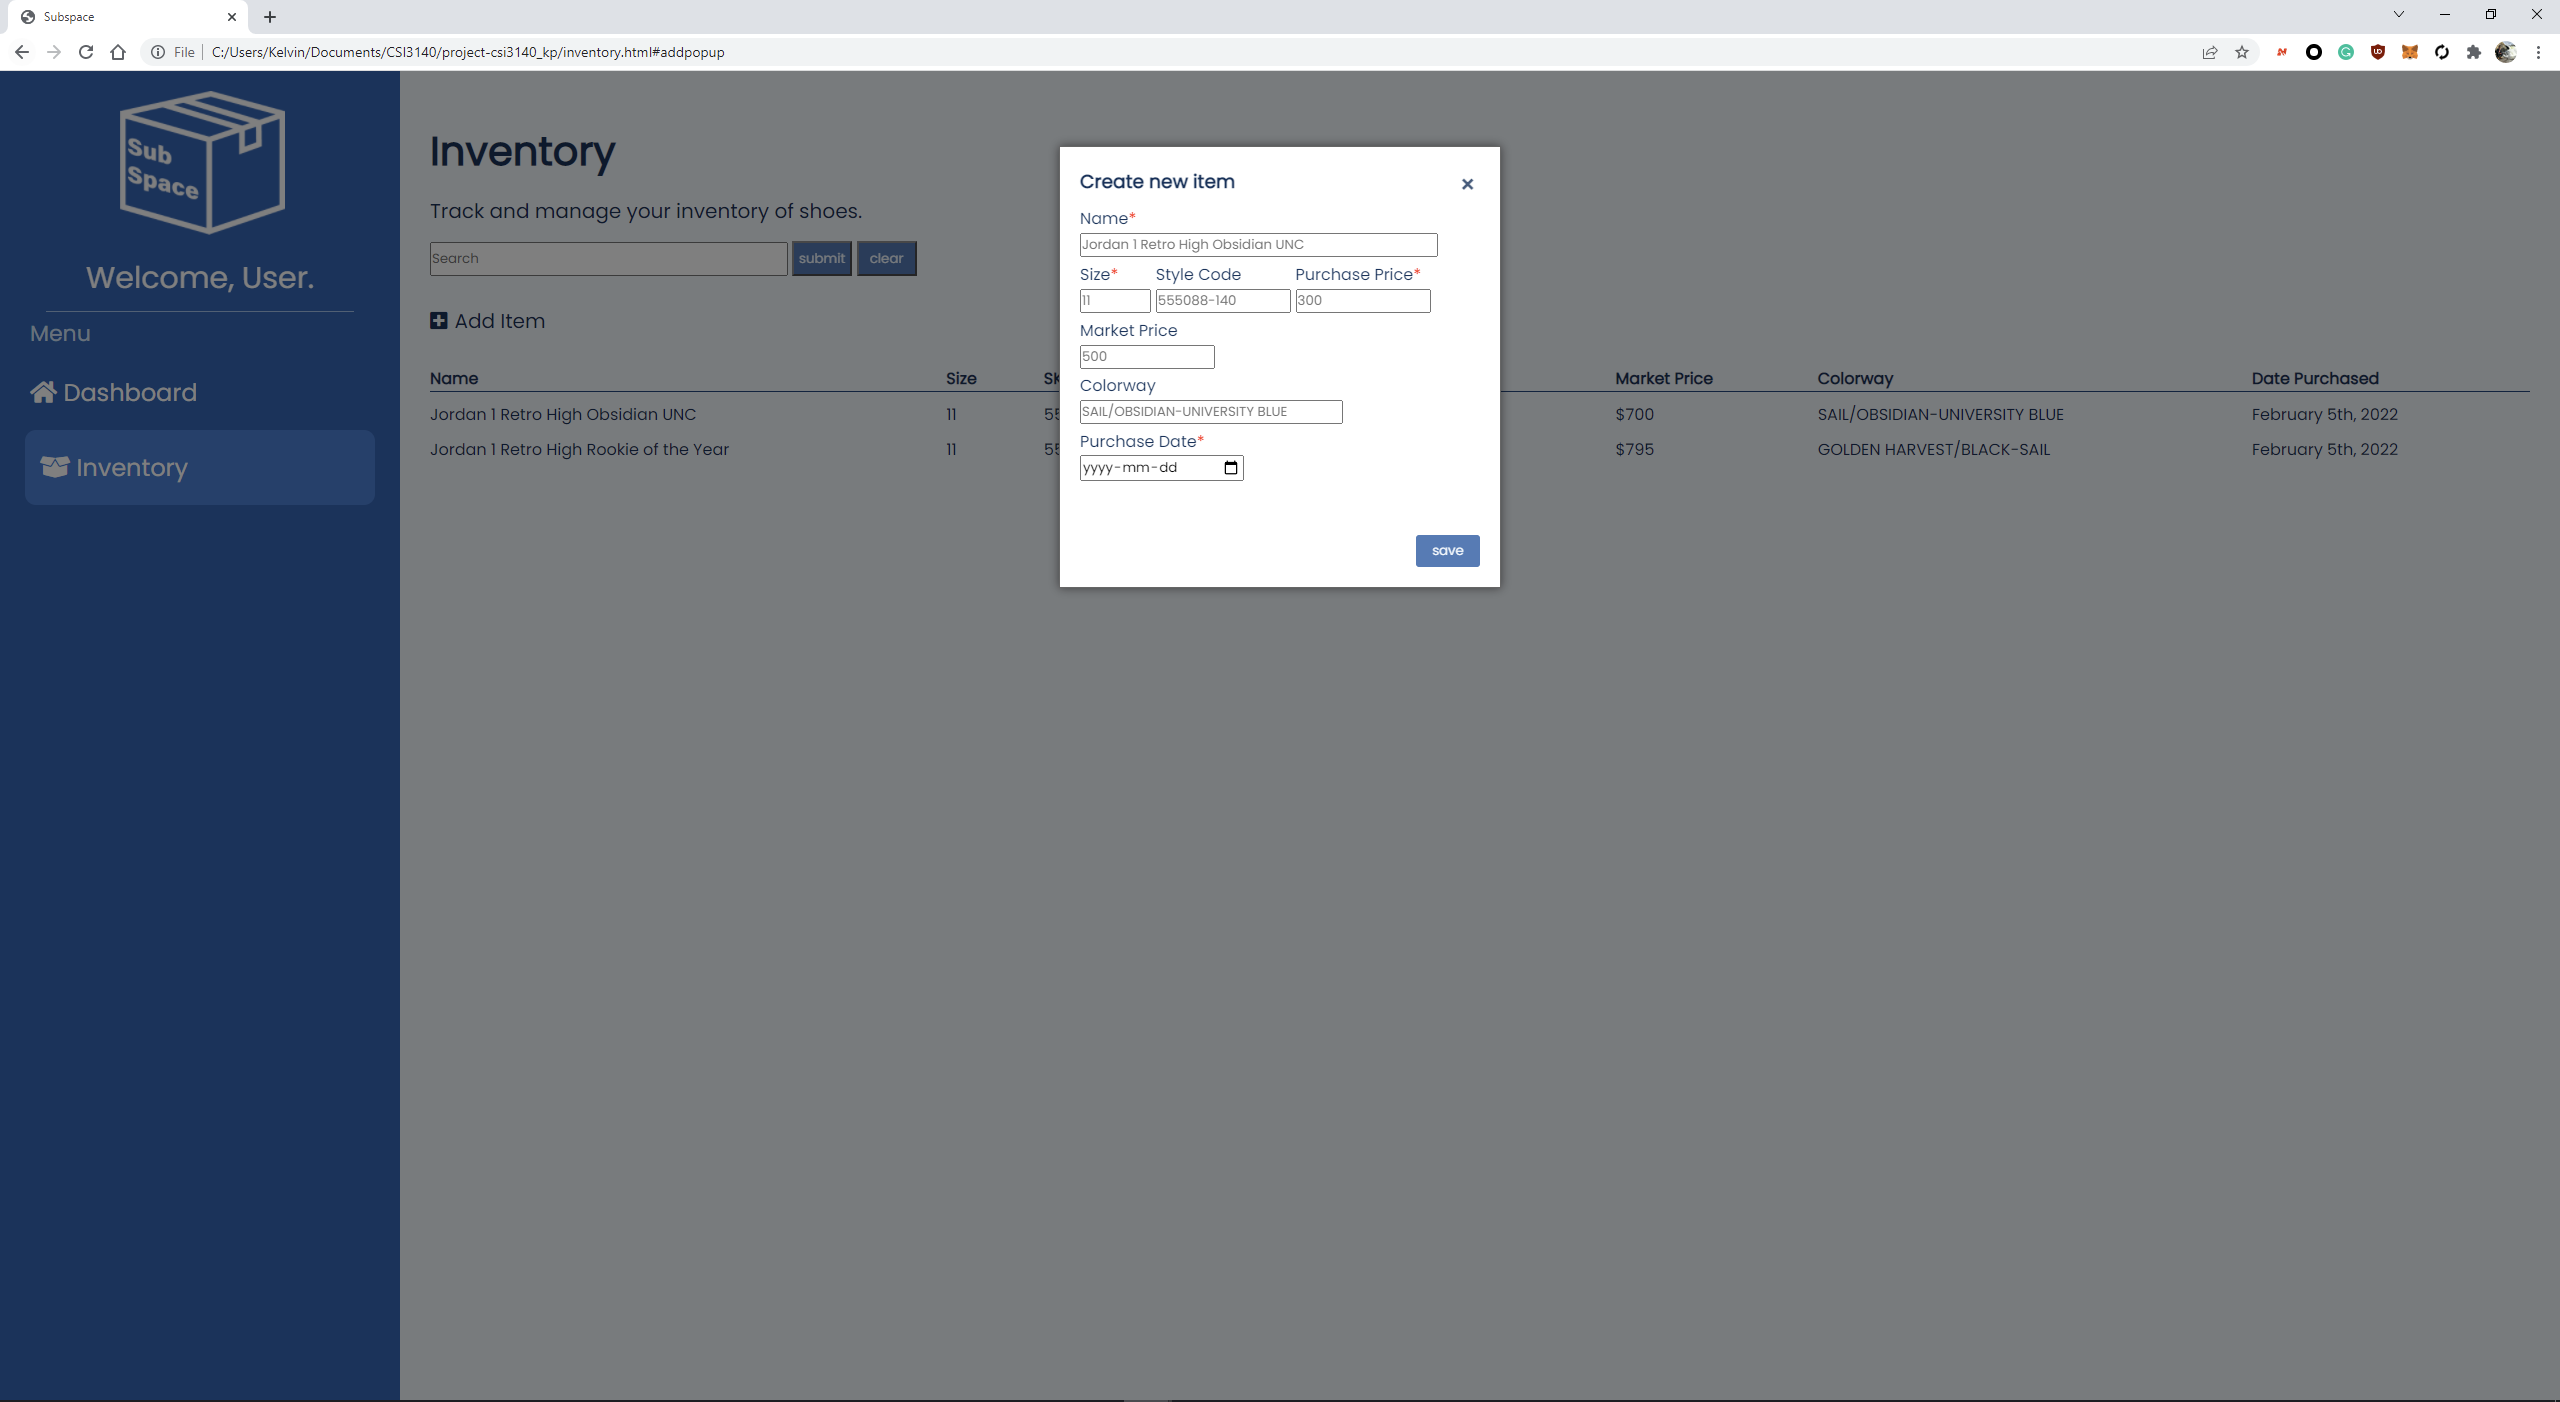 Subspace
File C:/Users/Kelvin/Documents/CSI3140/project-csi3140_kp/inventory.html#addpopup
Sub
Space
Welcome, User.
Menu
Dashboard
Inventory
Inventory
Track and manage your inventory of shoes.
Search submit clear
Add Item
Name Size SK Market Price Colorway Date Purchased
Jordan 1 Retro High Obsidian UNC 11 55 $700 SAIL/OBSIDIAN-UNIVERSITY BLUE February 5th, 2022
Jordan 1 Retro High Rookie of the Year 11 55 $795 GOLDEN HARVEST/BLACK-SAIL February 5th, 2022
Create new item ×
Name*
Jordan 1 Retro High Obsidian UNC
Size* Style Code Purchase Price*
11 555088-140 300
Market Price
500
Colorway
SAIL/OBSIDIAN-UNIVERSITY BLUE
Purchase Date*
yyyy-mm-dd
save